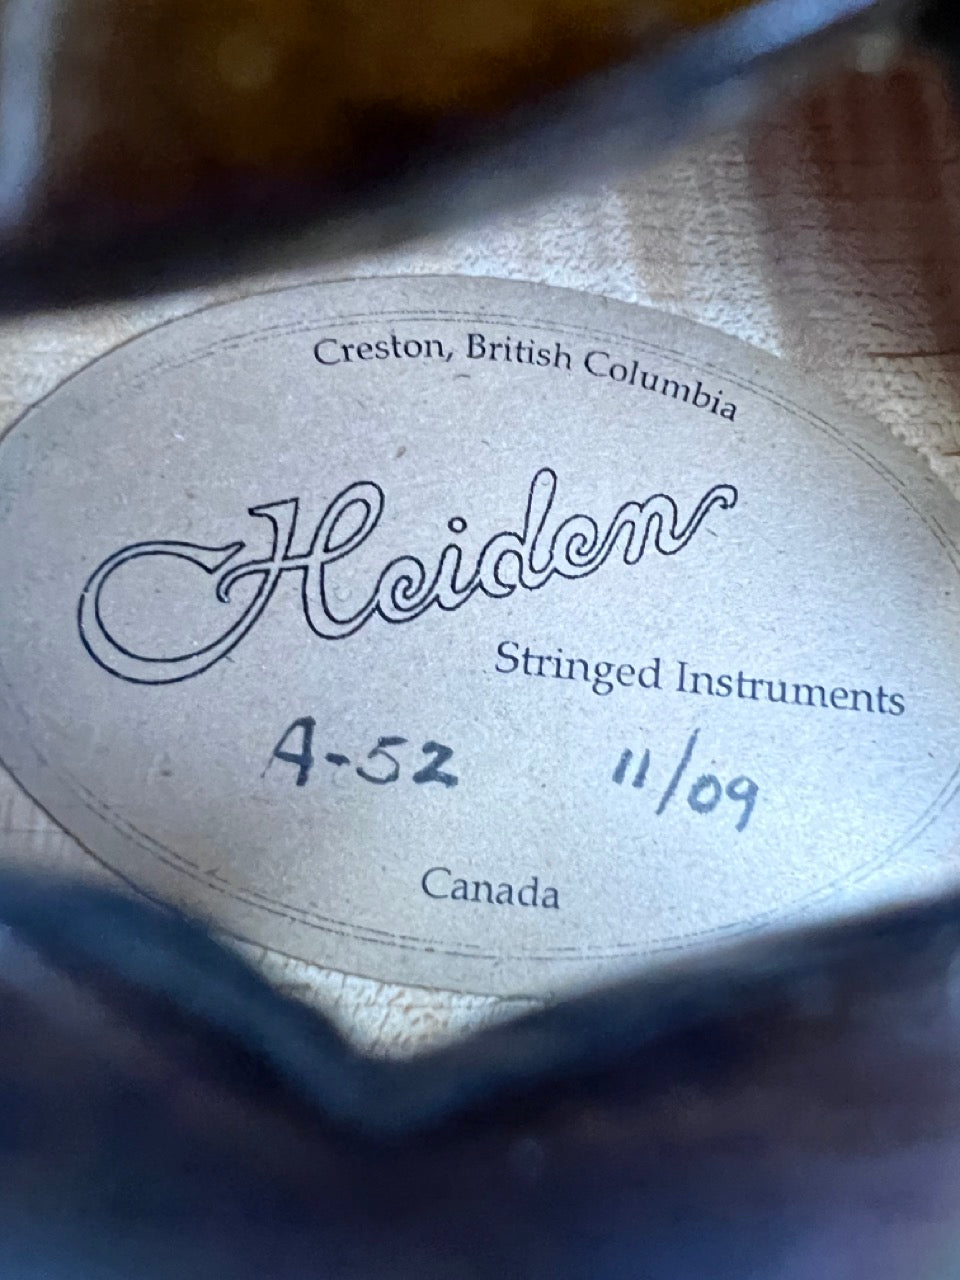 Creston, British Columbia
Heiden
Stringed Instruments
A-52 11/09
Canada